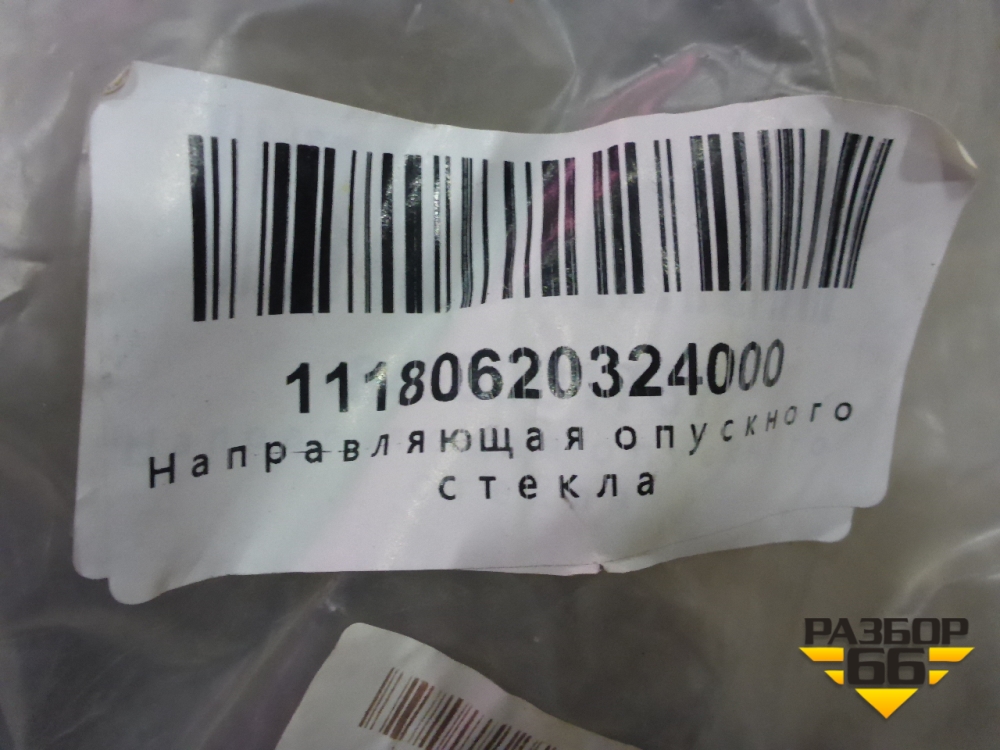 11180620324000
Направляющая опускного
стекла
РАЗБОР
66